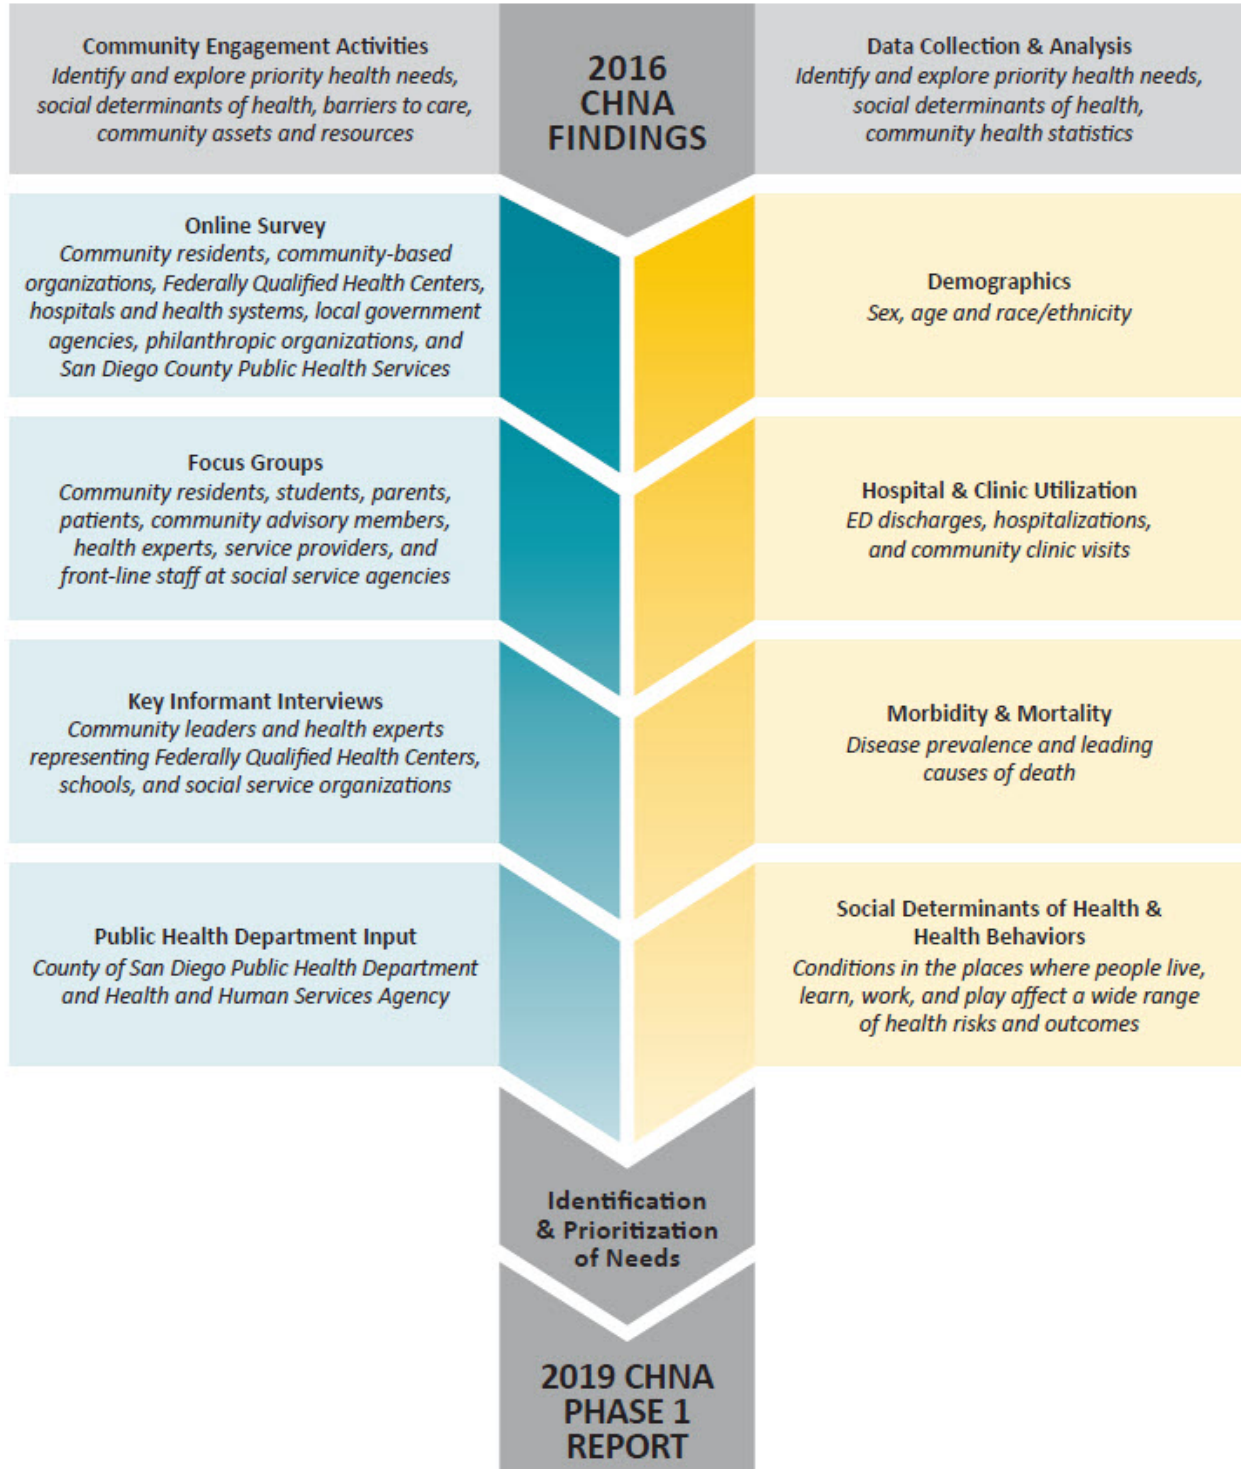 Community Engagement Activities
Identify and explore priority health needs,
social determinants of health, barriers to care,
community assets and resources
2016
CHNA
FINDINGS
Data Collection & Analysis
Identify and explore priority health needs,
social determinants of health,
community health statistics
Online Survey
Community residents, community-based
organizations, Federally Qualified Health Centers,
hospitals and health systems, local government
agencies, philanthropic organizations, and
San Diego County Public Health Services
Demographics
Sex, age and race/ethnicity
Focus Groups
Community residents, students, parents,
patients, community advisory members,
health experts, service providers, and
front-line staff at social service agencies
Hospital & Clinic Utilization
ED discharges, hospitalizations,
and community clinic visits
Key Informant Interviews
Community leaders and health experts
representing Federally Qualified Health Centers,
schools, and social service organizations
Morbidity & Mortality
Disease prevalence and leading
causes of death
Public Health Department Input
County of San Diego Public Health Department
and Health and Human Services Agency
Social Determinants of Health &
Health Behaviors
Conditions in the places where people live,
learn, work, and play affect a wide range
of health risks and outcomes
Identification
& Prioritization
of Needs
2019 CHNA
PHASE 1
REPORT